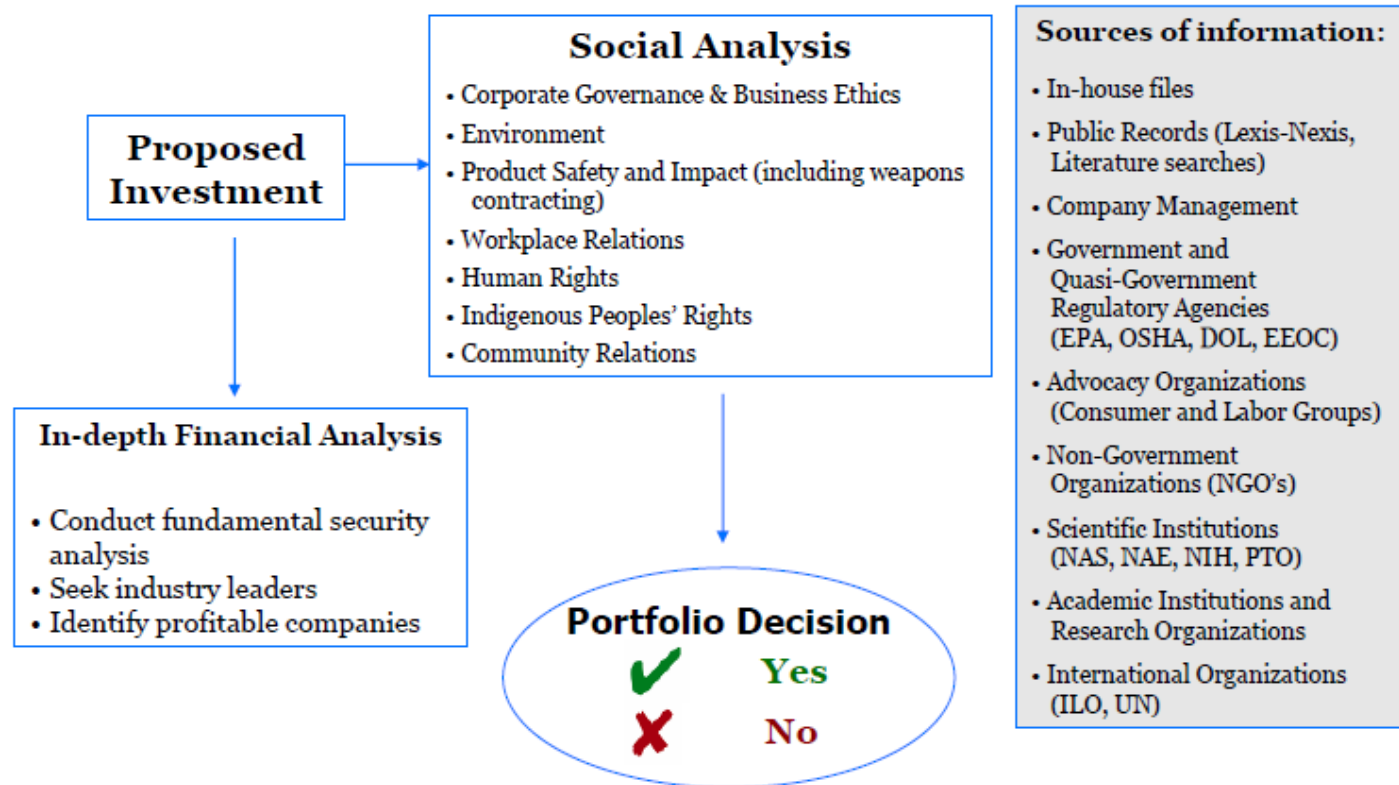 Proposed
Investment
Social Analysis
• Corporate Governance & Business Ethics
• Environment
• Product Safety and Impact (including weapons
contracting)
• Workplace Relations
• Human Rights
• Indigenous Peoples’ Rights
• Community Relations
In-depth Financial Analysis
• Conduct fundamental security
analysis
• Seek industry leaders
• Identify profitable companies
Portfolio Decision
✔ Yes
✘ No
Sources of information:
• In-house files
• Public Records (Lexis-Nexis,
Literature searches)
• Company Management
• Government and
Quasi-Government
Regulatory Agencies
(EPA, OSHA, DOL, EEOC)
• Advocacy Organizations
(Consumer and Labor Groups)
• Non-Government
Organizations (NGO’s)
• Scientific Institutions
(NAS, NAE, NIH, PTO)
• Academic Institutions and
Research Organizations
• International Organizations
(ILO, UN)